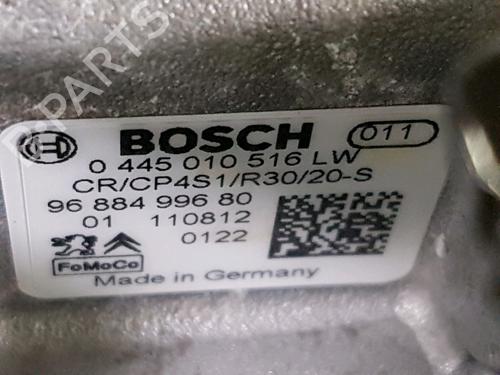 B-PARTS
BOSCH 011
0 445 010 516 LW
CR/CP4S1/R30/20-S
96 884 996 80
01 110812
0122
FoMoCo
Made in Germany